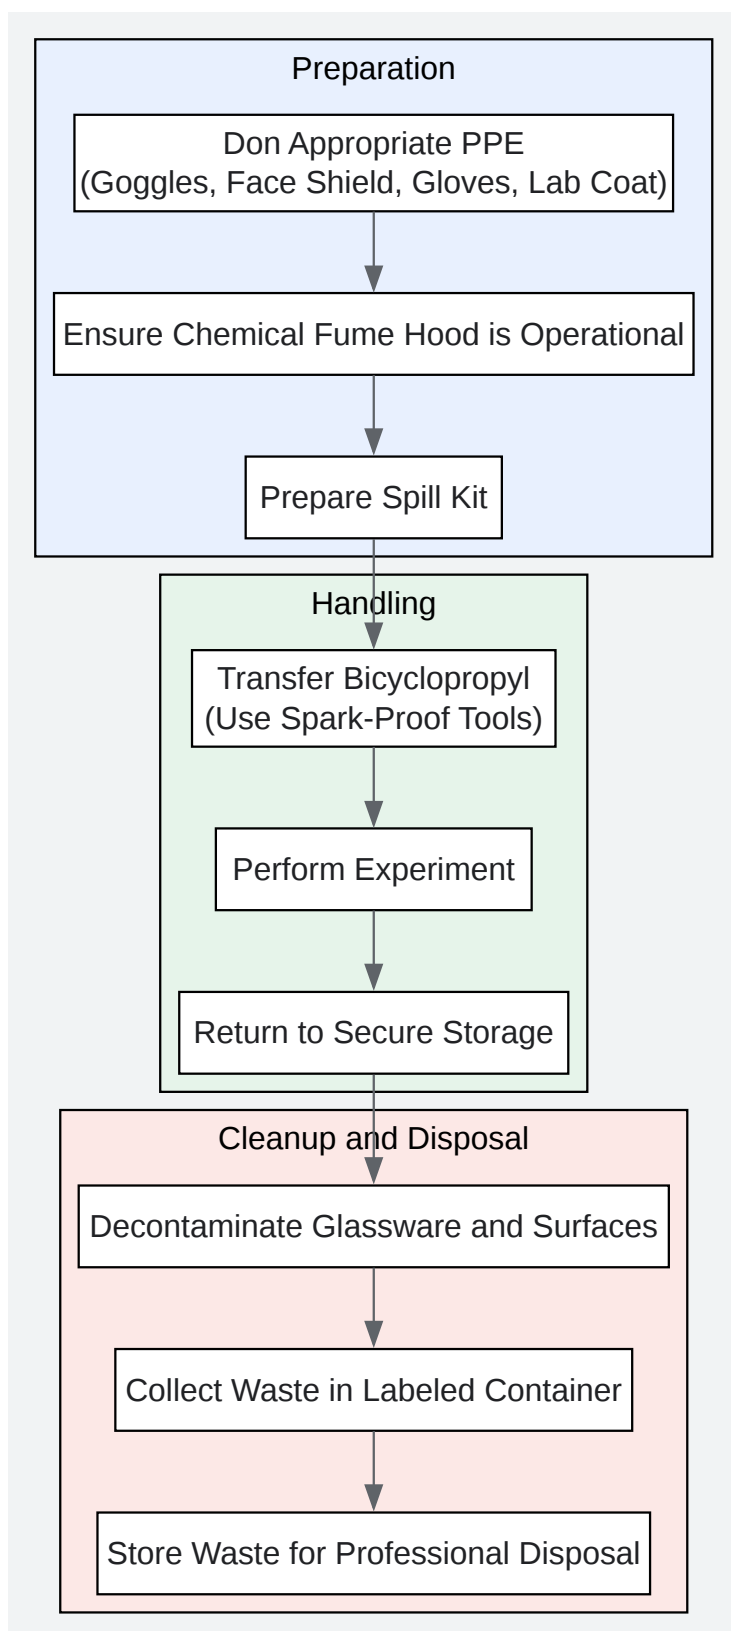 Preparation
Don Appropriate PPE
(Goggles, Face Shield, Gloves, Lab Coat)
Ensure Chemical Fume Hood is Operational
Prepare Spill Kit
Handling
Transfer Bicyclopropyl
(Use Spark-Proof Tools)
Perform Experiment
Return to Secure Storage
Cleanup and Disposal
Decontaminate Glassware and Surfaces
Collect Waste in Labeled Container
Store Waste for Professional Disposal